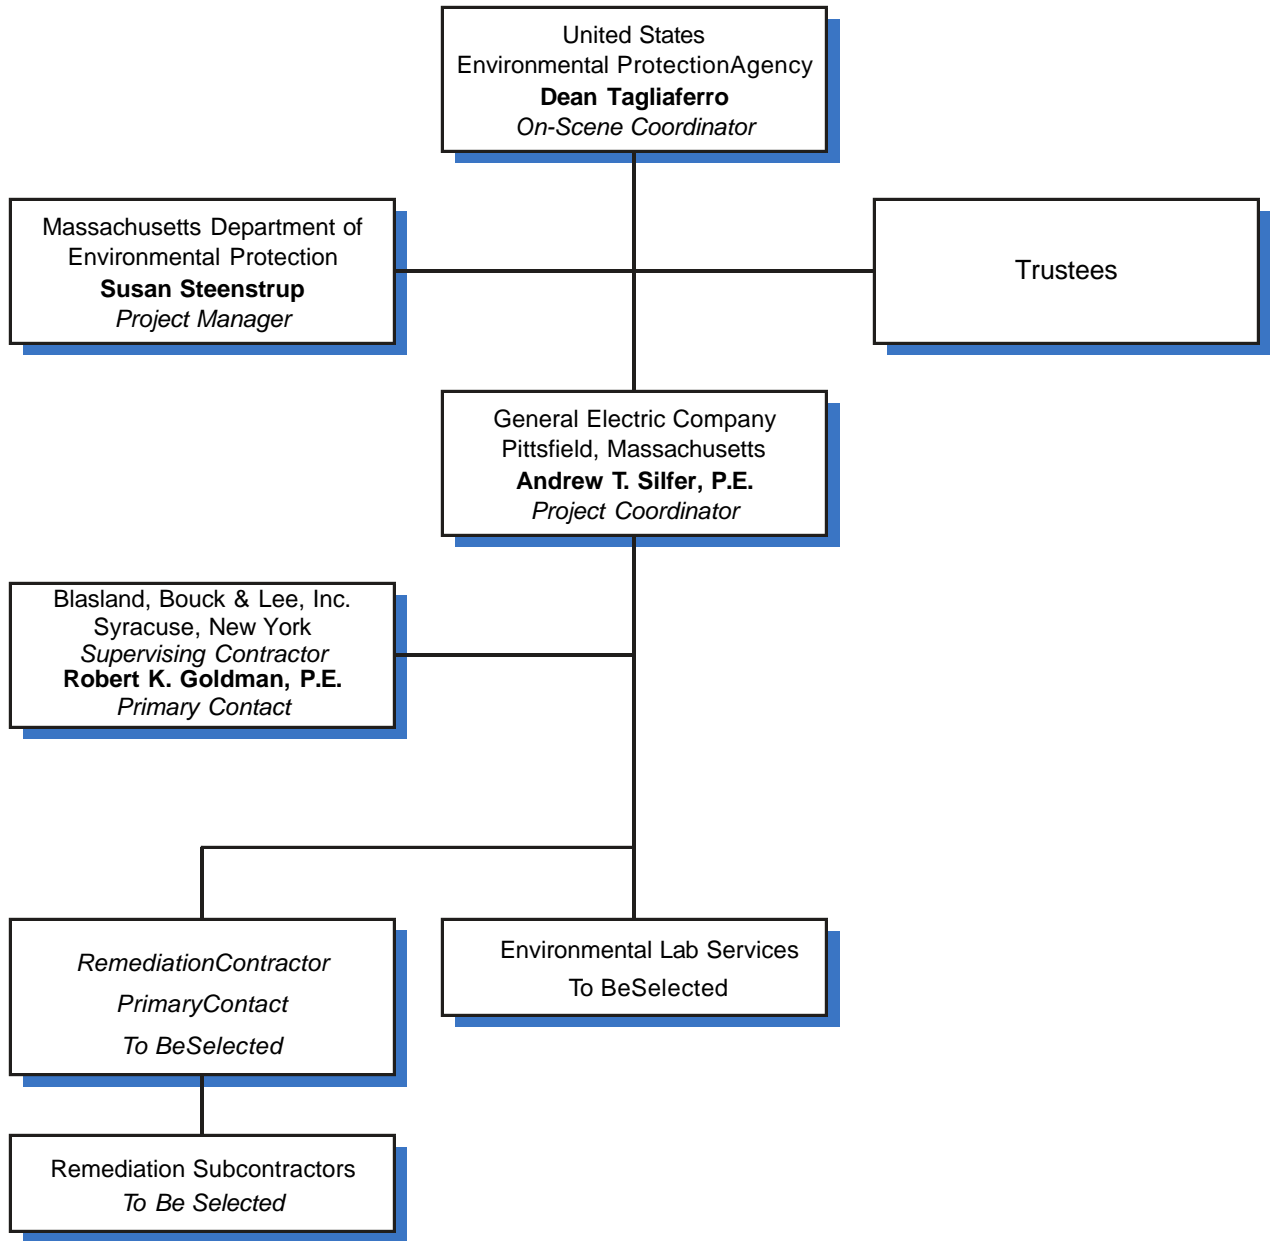 United States
Environmental ProtectionAgency
Dean Tagliaferro
On-Scene Coordinator
Massachusetts Department of
Environmental Protection
Susan Steenstrup
Project Manager
Trustees
General Electric Company
Pittsfield, Massachusetts
Andrew T. Silfer, P.E.
Project Coordinator
Blasland, Bouck & Lee, Inc.
Syracuse, New York
Supervising Contractor
Robert K. Goldman, P.E.
Primary Contact
RemediationContractor
PrimaryContact
To BeSelected
Environmental Lab Services
To BeSelected
Remediation Subcontractors
To Be Selected